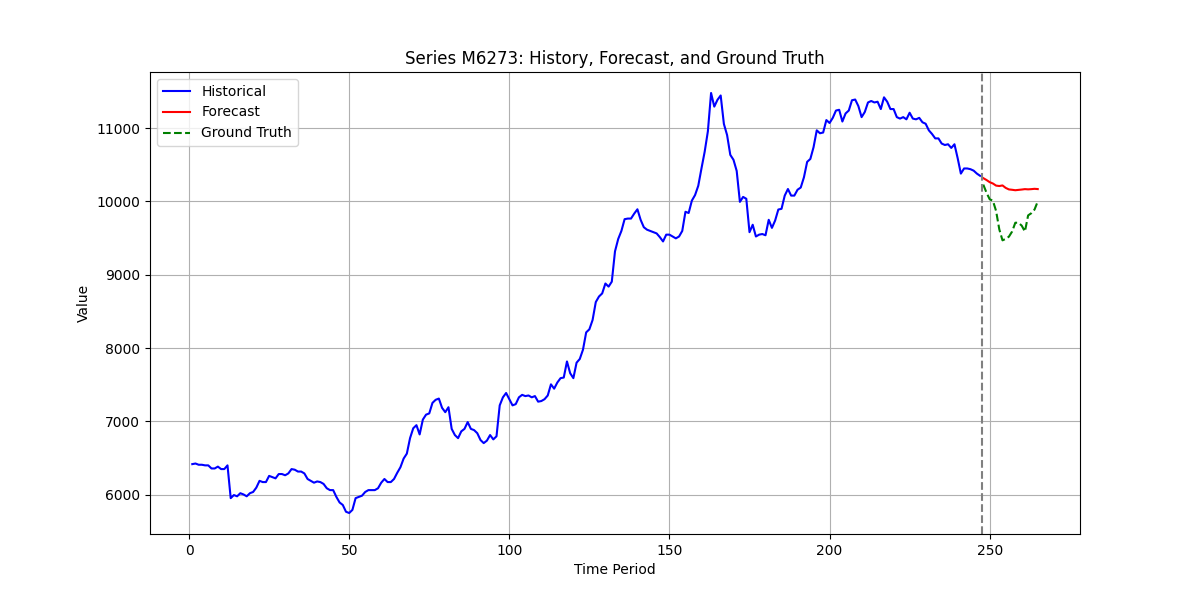 Series M6273: History, Forecast, and Ground Truth
Historical
Forecast
Ground Truth
11000
10000
9000
8000
7000
6000
Value
0
50
100
150
200
250
Time Period